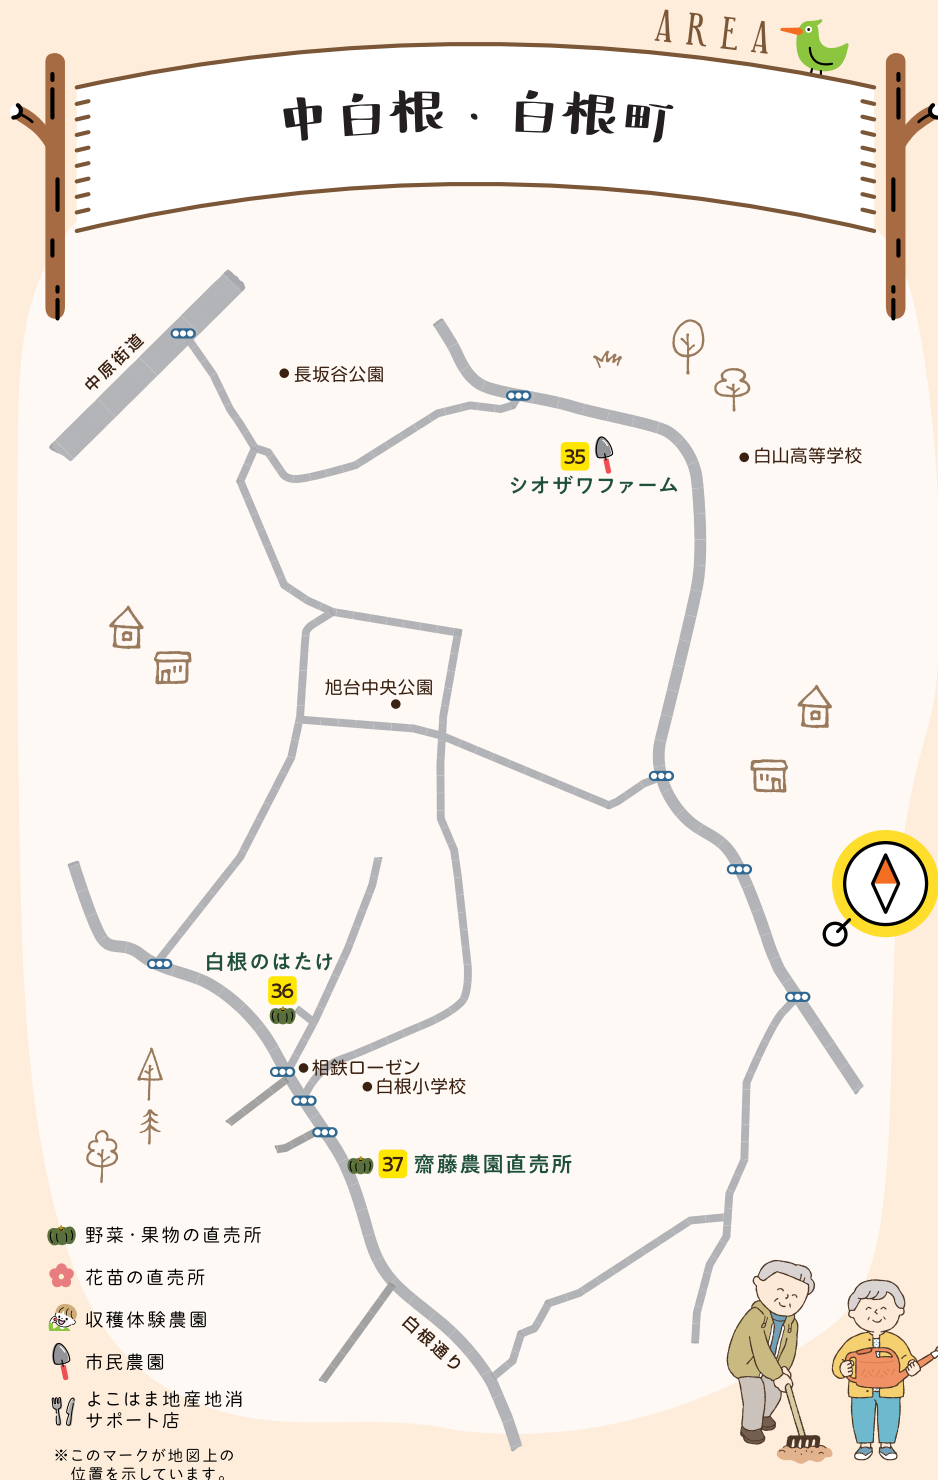 AREA
中白根・白根町
中原街道
長坂谷公園
35
シオザワファーム
白山高等学校
旭台中央公園
白根のはたけ
36
相鉄ローゼン
白根小学校
37 齋藤農園直売所
白根通り
野菜・果物の直売所
花苗の直売所
収穫体験農園
市民農園
よこはま地産地消
サポート店
※このマークが地図上の
位置を示しています。